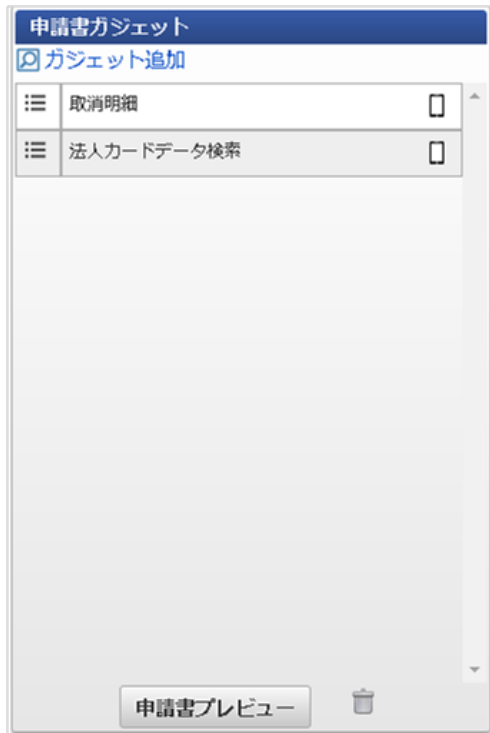 申請書ガジェット
ガジェット追加
取消明細
法人カードデータ検索
申請書プレビュー